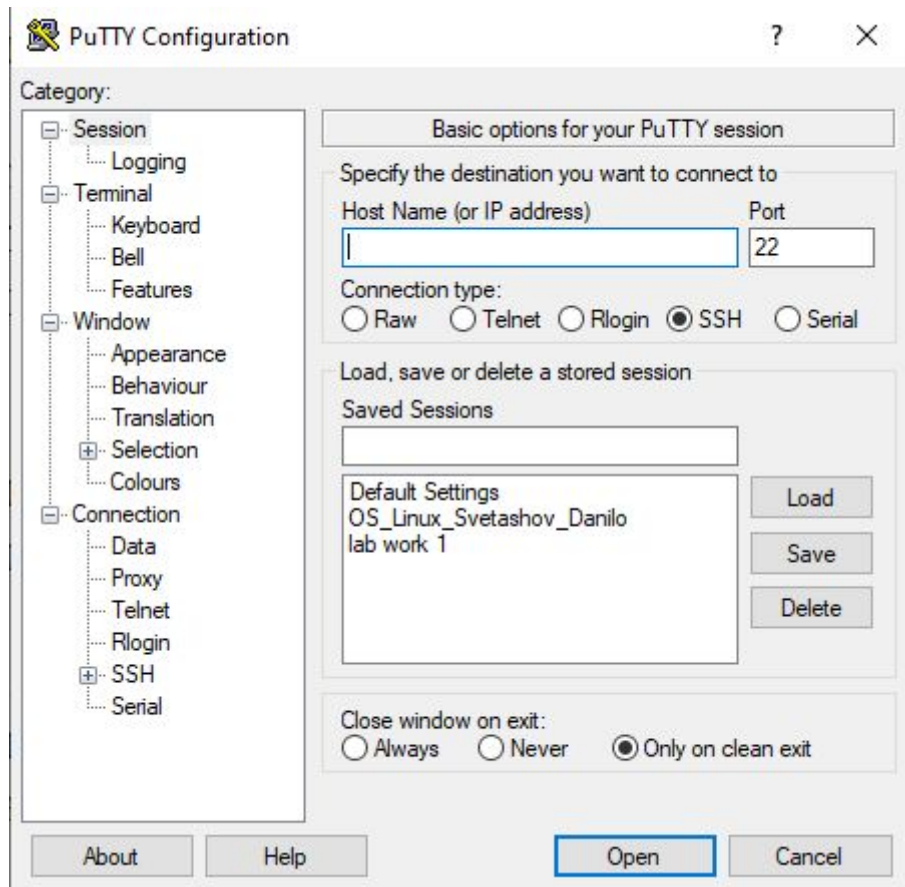 PuTTY Configuration
?
Category:
Session
Logging
Terminal
Keyboard
Bell
Features
Window
Appearance
Behaviour
Translation
Selection
Colours
Connection
Data
Proxy
Telnet
Rlogin
SSH
Serial
Basic options for your PuTTY session
Specify the destination you want to connect to
Host Name (or IP address) Port
22
Connection type:
Raw Telnet Rlogin SSH Serial
Load, save or delete a stored session
Saved Sessions
Default Settings
OS_Linux_Svetashov_Danilo
lab work 1
Load
Save
Delete
Close window on exit:
Always Never Only on clean exit
About Help Open Cancel